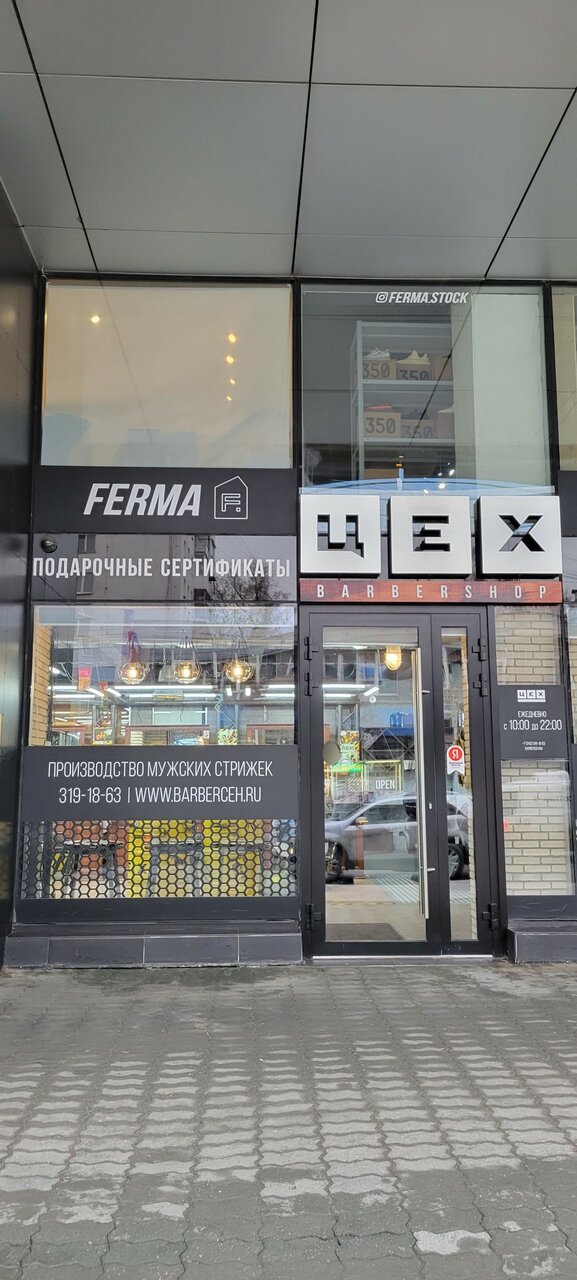 @FERMA.STOCK
350
350
350
350
FERMA
F.
ЦЕХ
BARBERSHOP
ПОДАРОЧНЫЕ СЕРТИФИКАТЫ
ЦЕХ
ЕЖЕДНЕВНО
с 10:00 до 22:00
Я
OPEN
ПРОИЗВОДСТВО МУЖСКИХ СТРИЖЕК
319-18-63 | WWW.BARBERCEH.RU